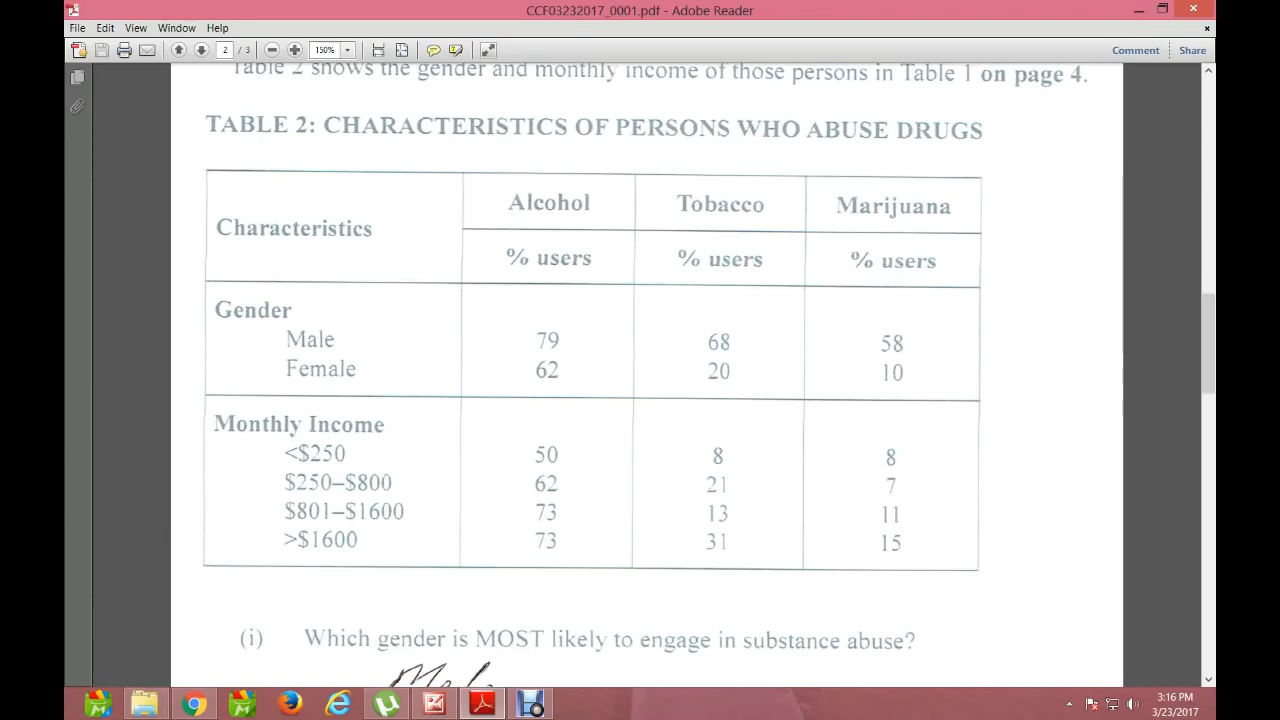 CCF03232017_0001.pdf - Adobe Reader
File Edit View Window Help
2 / 3 150% Comment Share
Table 2 shows the gender and monthly income of those persons in Table 1 on page 4.
TABLE 2: CHARACTERISTICS OF PERSONS WHO ABUSE DRUGS
Characteristics Alcohol Tobacco Marijuana
% users % users % users
Gender
Male 79 68 58
Female 62 20 10
Monthly Income
<$250 50 8 8
$250–$800 62 21 7
$801–$1600 73 13 11
>$1600 73 31 15
(i) Which gender is MOST likely to engage in substance abuse?
3:16 PM
3/23/2017